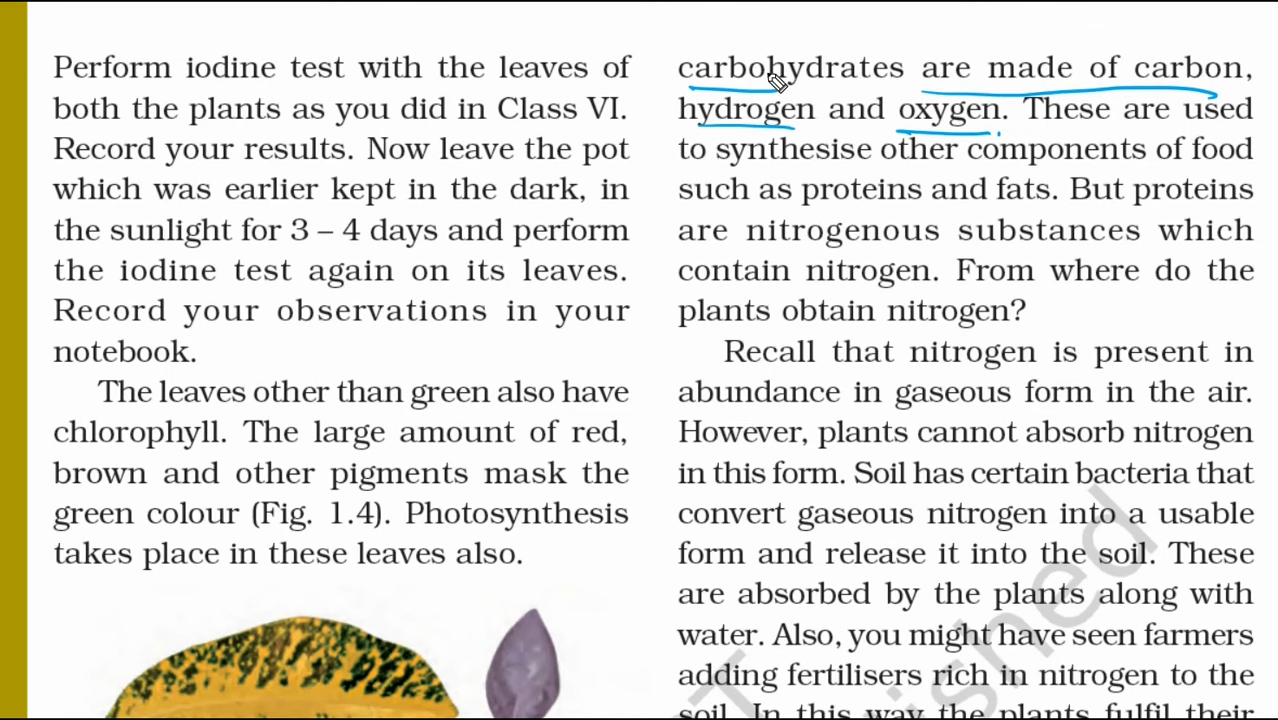 Perform iodine test with the leaves of
both the plants as you did in Class VI.
Record your results. Now leave the pot
which was earlier kept in the dark, in
the sunlight for 3 – 4 days and perform
the iodine test again on its leaves.
Record your observations in your
notebook.
The leaves other than green also have
chlorophyll. The large amount of red,
brown and other pigments mask the
green colour (Fig. 1.4). Photosynthesis
takes place in these leaves also.
carbohydrates are made of carbon,
hydrogen and oxygen. These are used
to synthesise other components of food
such as proteins and fats. But proteins
are nitrogenous substances which
contain nitrogen. From where do the
plants obtain nitrogen?
Recall that nitrogen is present in
abundance in gaseous form in the air.
However, plants cannot absorb nitrogen
in this form. Soil has certain bacteria that
convert gaseous nitrogen into a usable
form and release it into the soil. These
are absorbed by the plants along with
water. Also, you might have seen farmers
adding fertilisers rich in nitrogen to the
soil. In this way the plants fulfil their